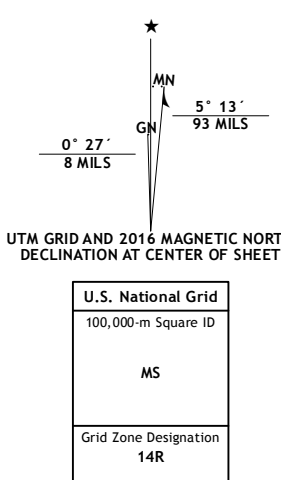 ★
MN
GN
5° 13´
93 MILS
0° 27´
8 MILS
UTM GRID AND 2016 MAGNETIC NORT
DECLINATION AT CENTER OF SHEET
U.S. National Grid
100,000-m Square ID
MS
Grid Zone Designation
14R